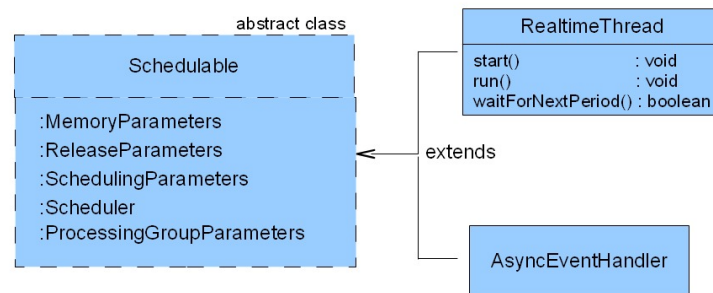 abstract class
Schedulable
:MemoryParameters
:ReleaseParameters
:SchedulingParameters
:Scheduler
:ProcessingGroupParameters
extends
RealtimeThread
start() : void
run() : void
waitForNextPeriod() : boolean
AsyncEventHandler